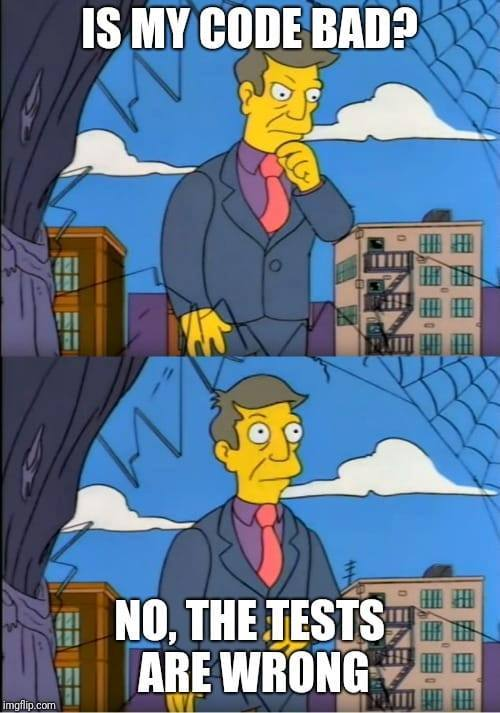 IS MY CODE BAD?
NO, THE TESTS
ARE WRONG
imgflip.com